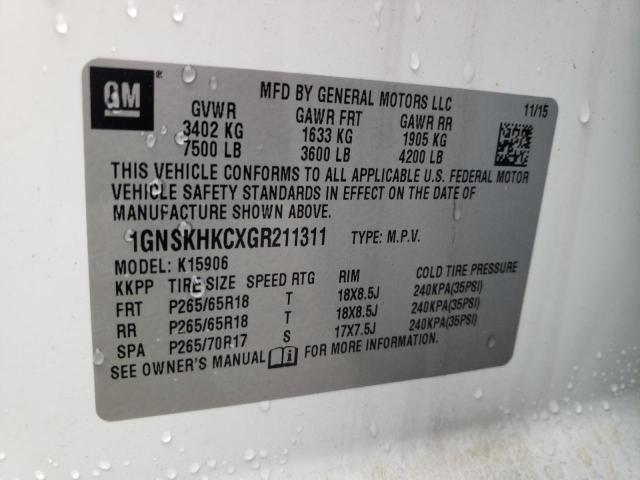 GM ®
MFD BY GENERAL MOTORS LLC 11/15
GVWR GAWR FRT GAWR RR
3402 KG 1633 KG 1905 KG
7500 LB 3600 LB 4200 LB
THIS VEHICLE CONFORMS TO ALL APPLICABLE U.S. FEDERAL MOTOR
VEHICLE SAFETY STANDARDS IN EFFECT ON THE DATE OF
MANUFACTURE SHOWN ABOVE.
1GNSKHKCXGR211311 TYPE: M.P.V.
MODEL: K15906
KKPP TIRE SIZE SPEED RTG RIM COLD TIRE PRESSURE
FRT P265/65R18 T 18X8.5J 240KPA(35PSI)
RR P265/65R18 T 18X8.5J 240KPA(35PSI)
SPA P265/70R17 S 17X7.5J 240KPA(35PSI)
SEE OWNER'S MANUAL i FOR MORE INFORMATION.